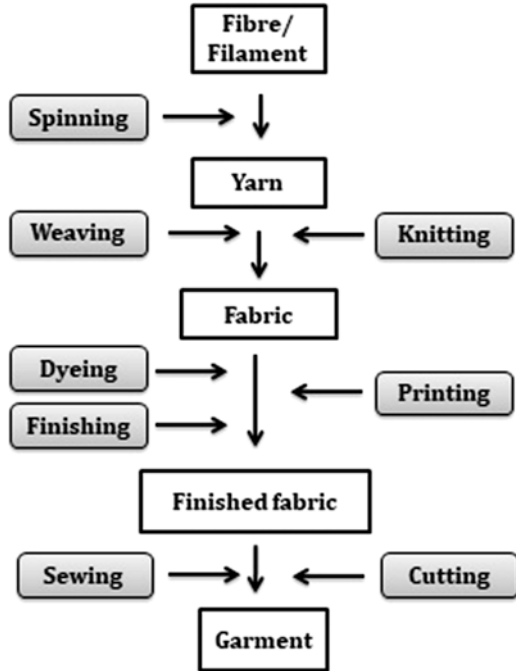 Fibre/
Filament
Spinning
Yarn
Weaving
Knitting
Fabric
Dyeing
Printing
Finishing
Finished fabric
Sewing
Cutting
Garment